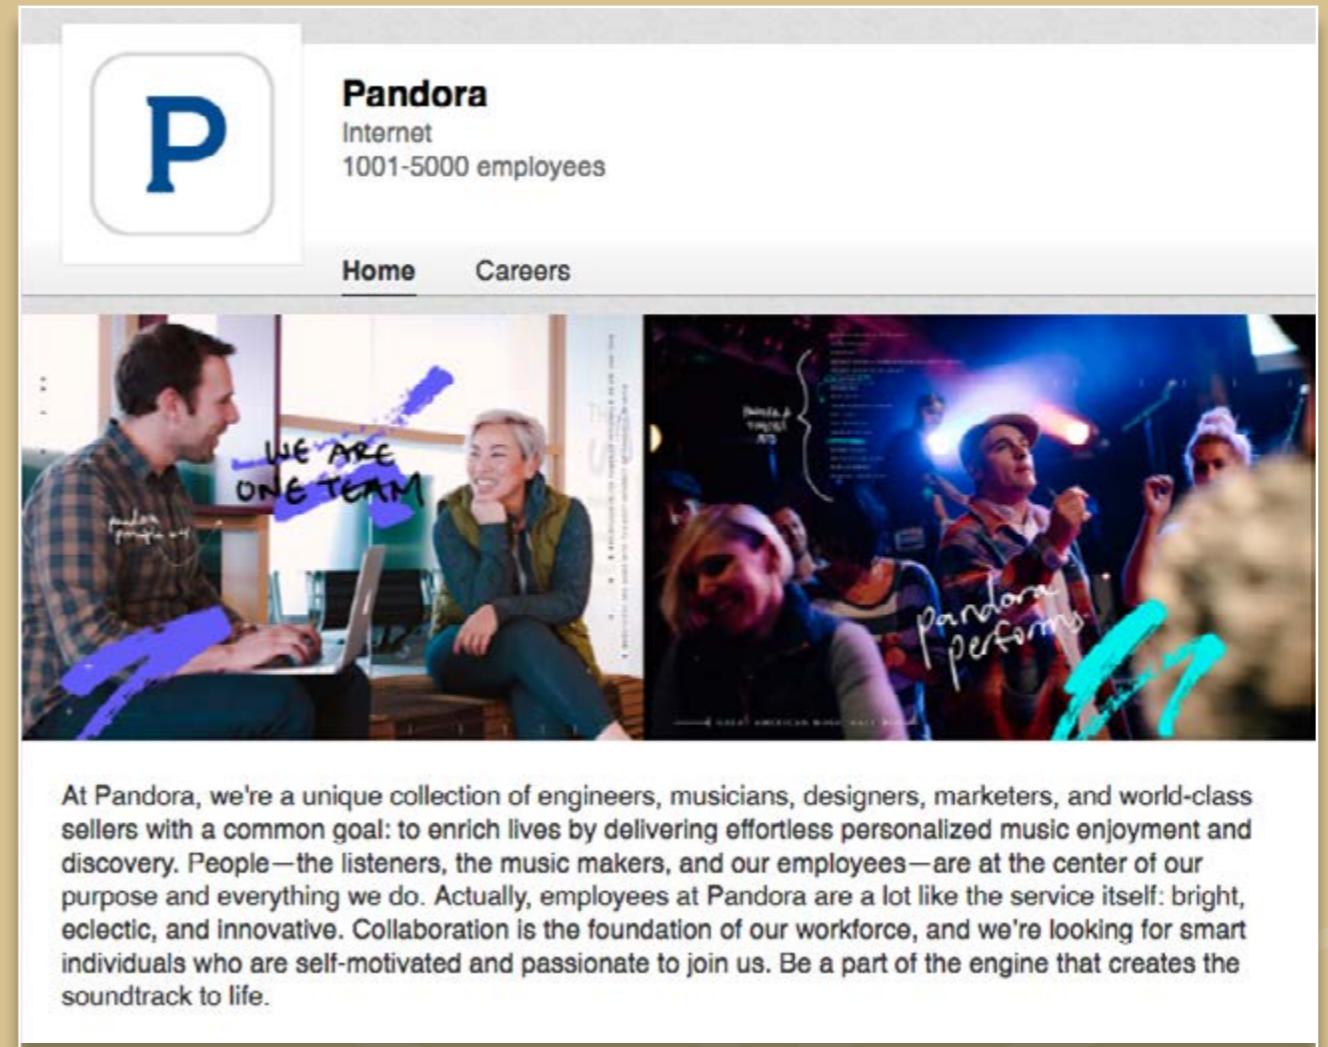 P
Pandora
Internet
1001-5000 employees
Home Careers
WE ARE
ONE TEAM
pandora
performs
At Pandora, we're a unique collection of engineers, musicians, designers, marketers, and world-class
sellers with a common goal: to enrich lives by delivering effortless personalized music enjoyment and
discovery. People—the listeners, the music makers, and our employees—are at the center of our
purpose and everything we do. Actually, employees at Pandora are a lot like the service itself: bright,
eclectic, and innovative. Collaboration is the foundation of our workforce, and we're looking for smart
individuals who are self-motivated and passionate to join us. Be a part of the engine that creates the
soundtrack to life.